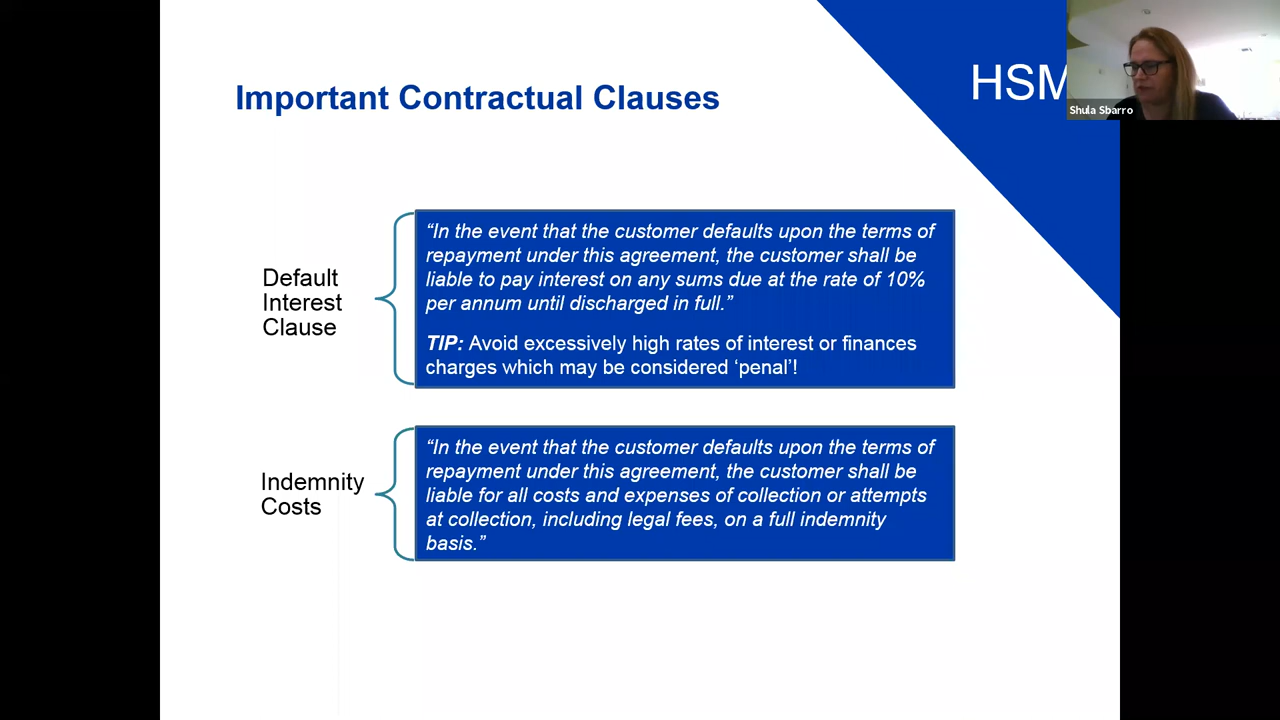 Important Contractual Clauses
HSM
Shula Sbarro
Default
Interest
Clause
“In the event that the customer defaults upon the terms of
repayment under this agreement, the customer shall be
liable to pay interest on any sums due at the rate of 10%
per annum until discharged in full.”
TIP: Avoid excessively high rates of interest or finances
charges which may be considered ‘penal’!
Indemnity
Costs
“In the event that the customer defaults upon the terms of
repayment under this agreement, the customer shall be
liable for all costs and expenses of collection or attempts
at collection, including legal fees, on a full indemnity
basis.”